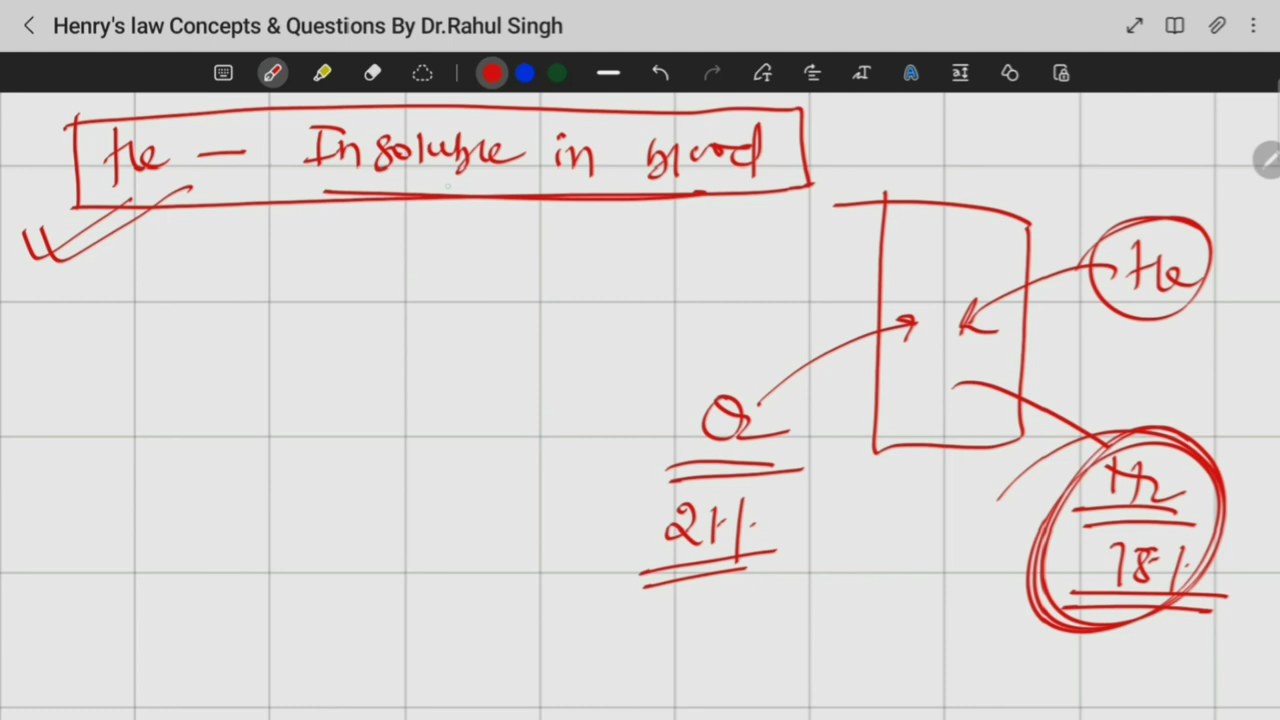 Henry's law Concepts & Questions By Dr.Rahul Singh
He - Insoluble in blood
He
O2
21%
N2
78%